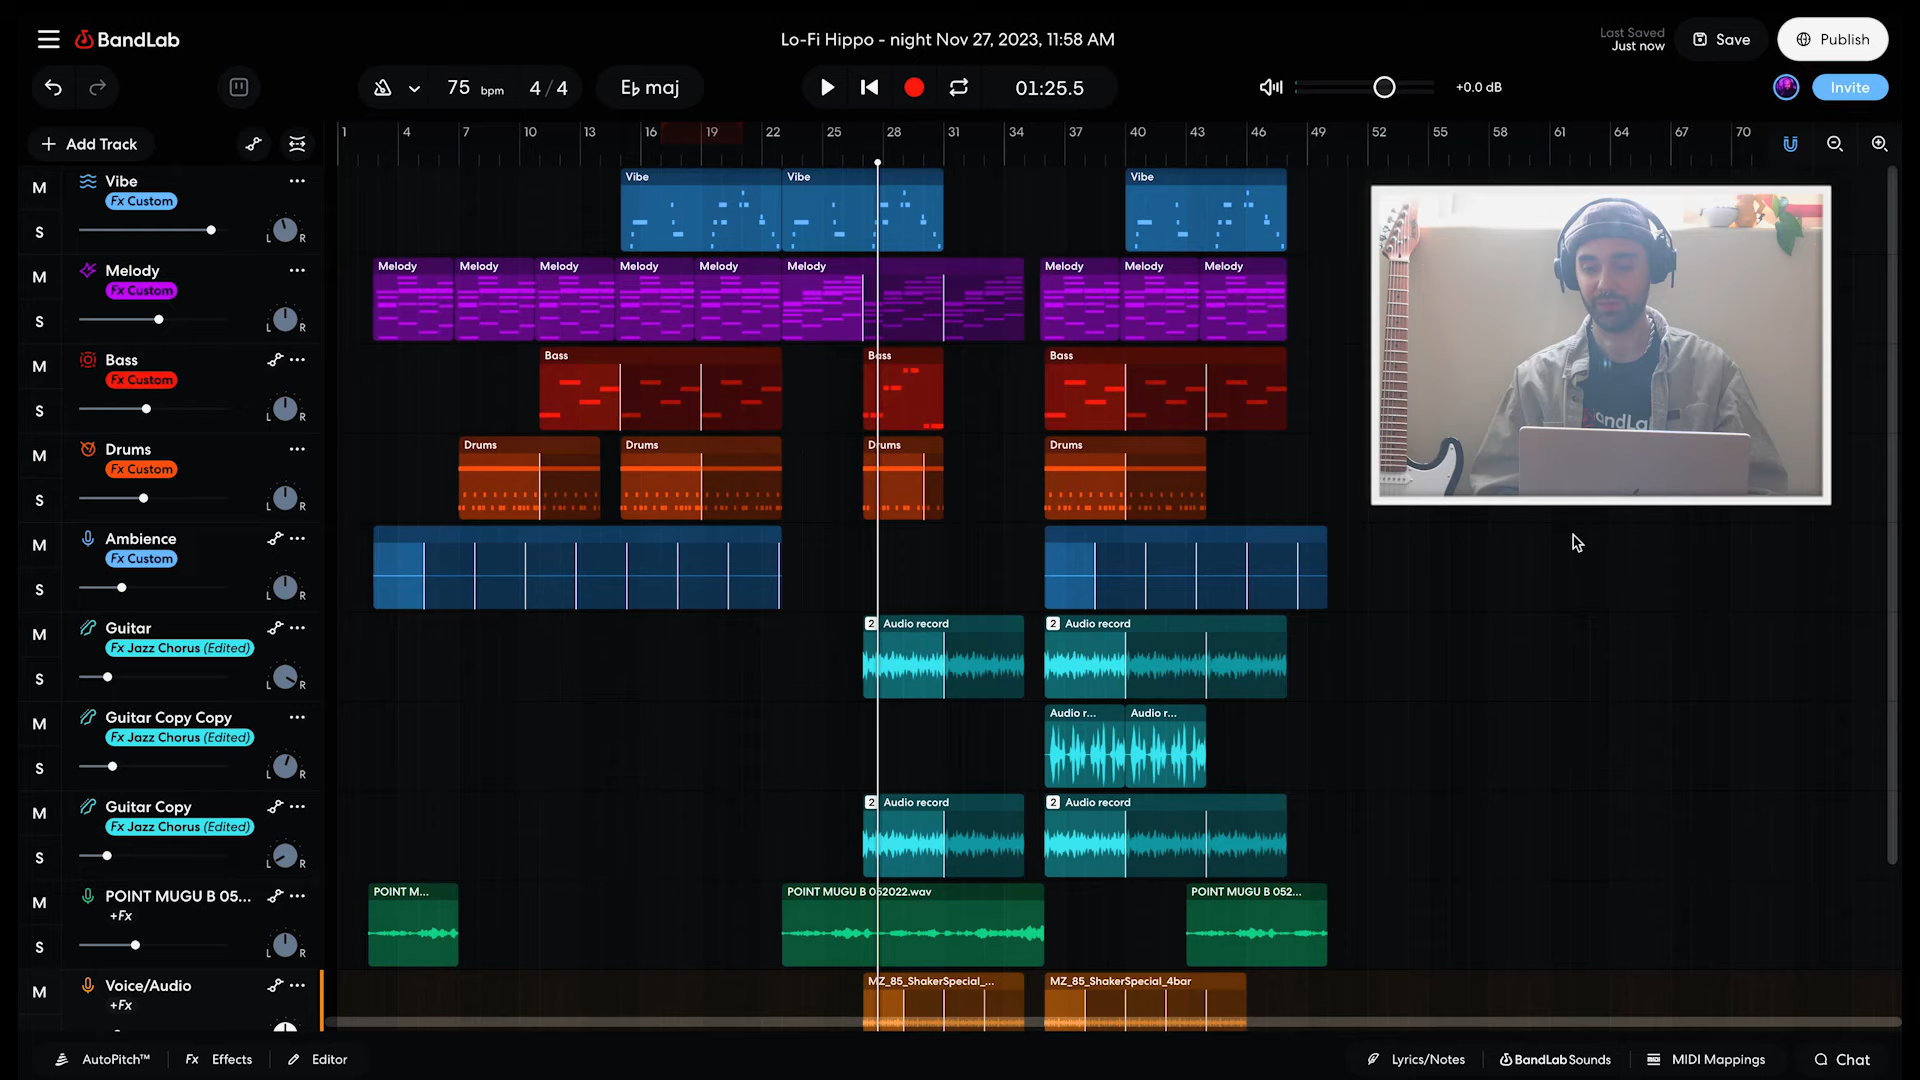 BandLab
Lo-Fi Hippo - night Nov 27, 2023, 11:58 AM
Last Saved
Just now
Save
Publish
75 bpm
4 / 4
E♭ maj
01:25.5
+0.0 dB
Invite
Add Track
1 4 7 10 13 16 19 22 25 28 31 34 37 40 43 46 49 52 55 58 61 64 67 70
M
Vibe
Fx Custom
S
L R
Vibe
Vibe
Vibe
M
Melody
Fx Custom
S
L R
Melody
Melody
Melody
Melody
Melody
Melody
Melody
Melody
Melody
M
Bass
Fx Custom
S
L R
Bass
Bass
Bass
M
Drums
Fx Custom
S
L R
Drums
Drums
Drums
Drums
M
Ambience
Fx Custom
S
L R
M
Guitar
Fx Jazz Chorus (Edited)
S
L R
2 Audio record
2 Audio record
M
Guitar Copy Copy
Fx Jazz Chorus (Edited)
S
L R
Audio r...
Audio r...
M
Guitar Copy
Fx Jazz Chorus (Edited)
S
L R
2 Audio record
2 Audio record
M
POINT MUGU B 05...
+Fx
S
L R
POINT M...
POINT MUGU B 052022.wav
POINT MUGU B 052...
M
Voice/Audio
+Fx
MZ_85_ShakerSpecial_...
MZ_85_ShakerSpecial_4bar
AutoPitch™
Fx Effects
Editor
Lyrics/Notes
BandLab Sounds
MIDI Mappings
Chat